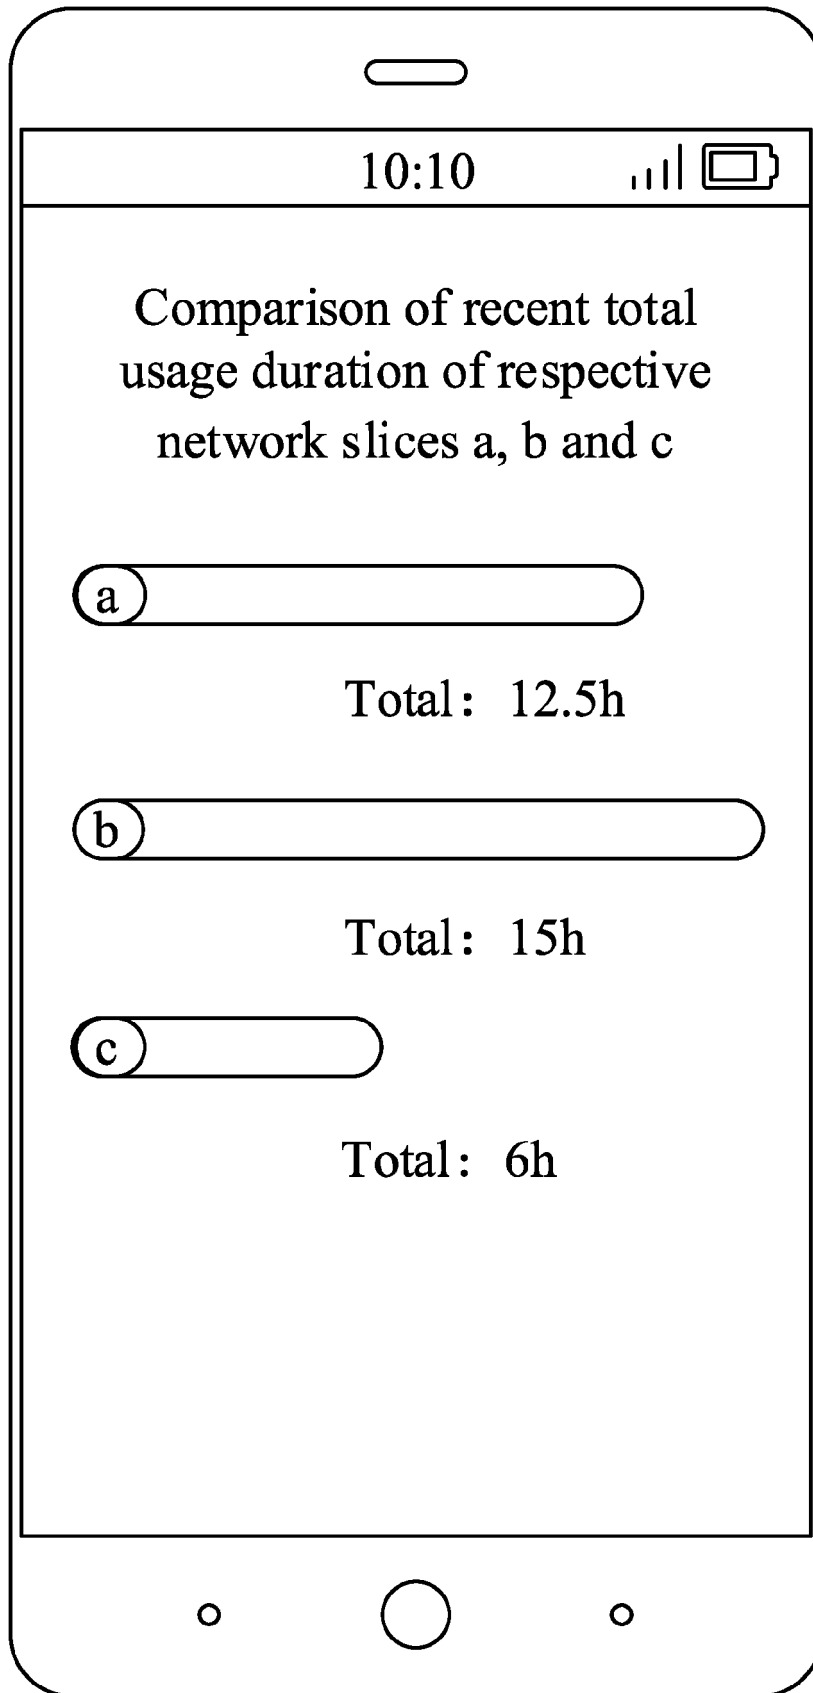 10:10
Comparison of recent total
usage duration of respective
network slices a, b and c
a
Total: 12.5h
b
Total: 15h
c
Total: 6h